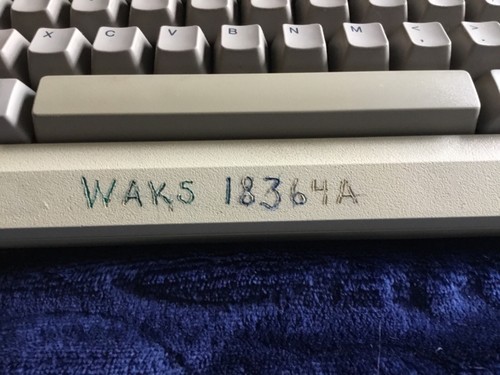 X C V B N M < , >
WAKS 18364A